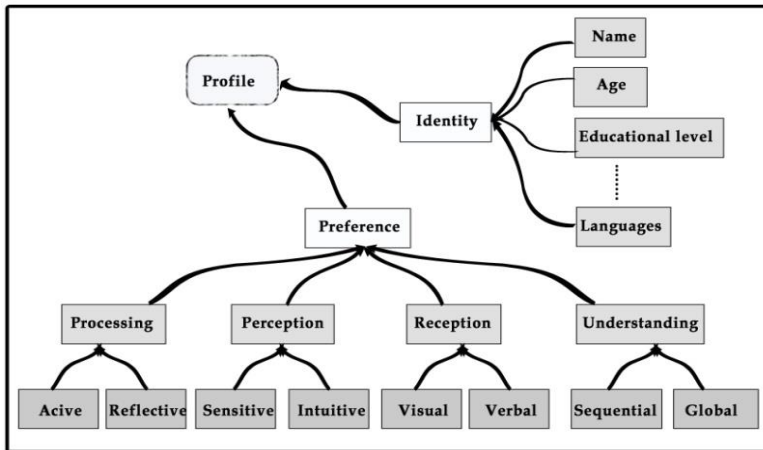 Name
Profile
Age
Identity
Educational level
Languages
Preference
Processing
Perception
Reception
Understanding
Acive
Reflective
Sensitive
Intuitive
Visual
Verbal
Sequential
Global